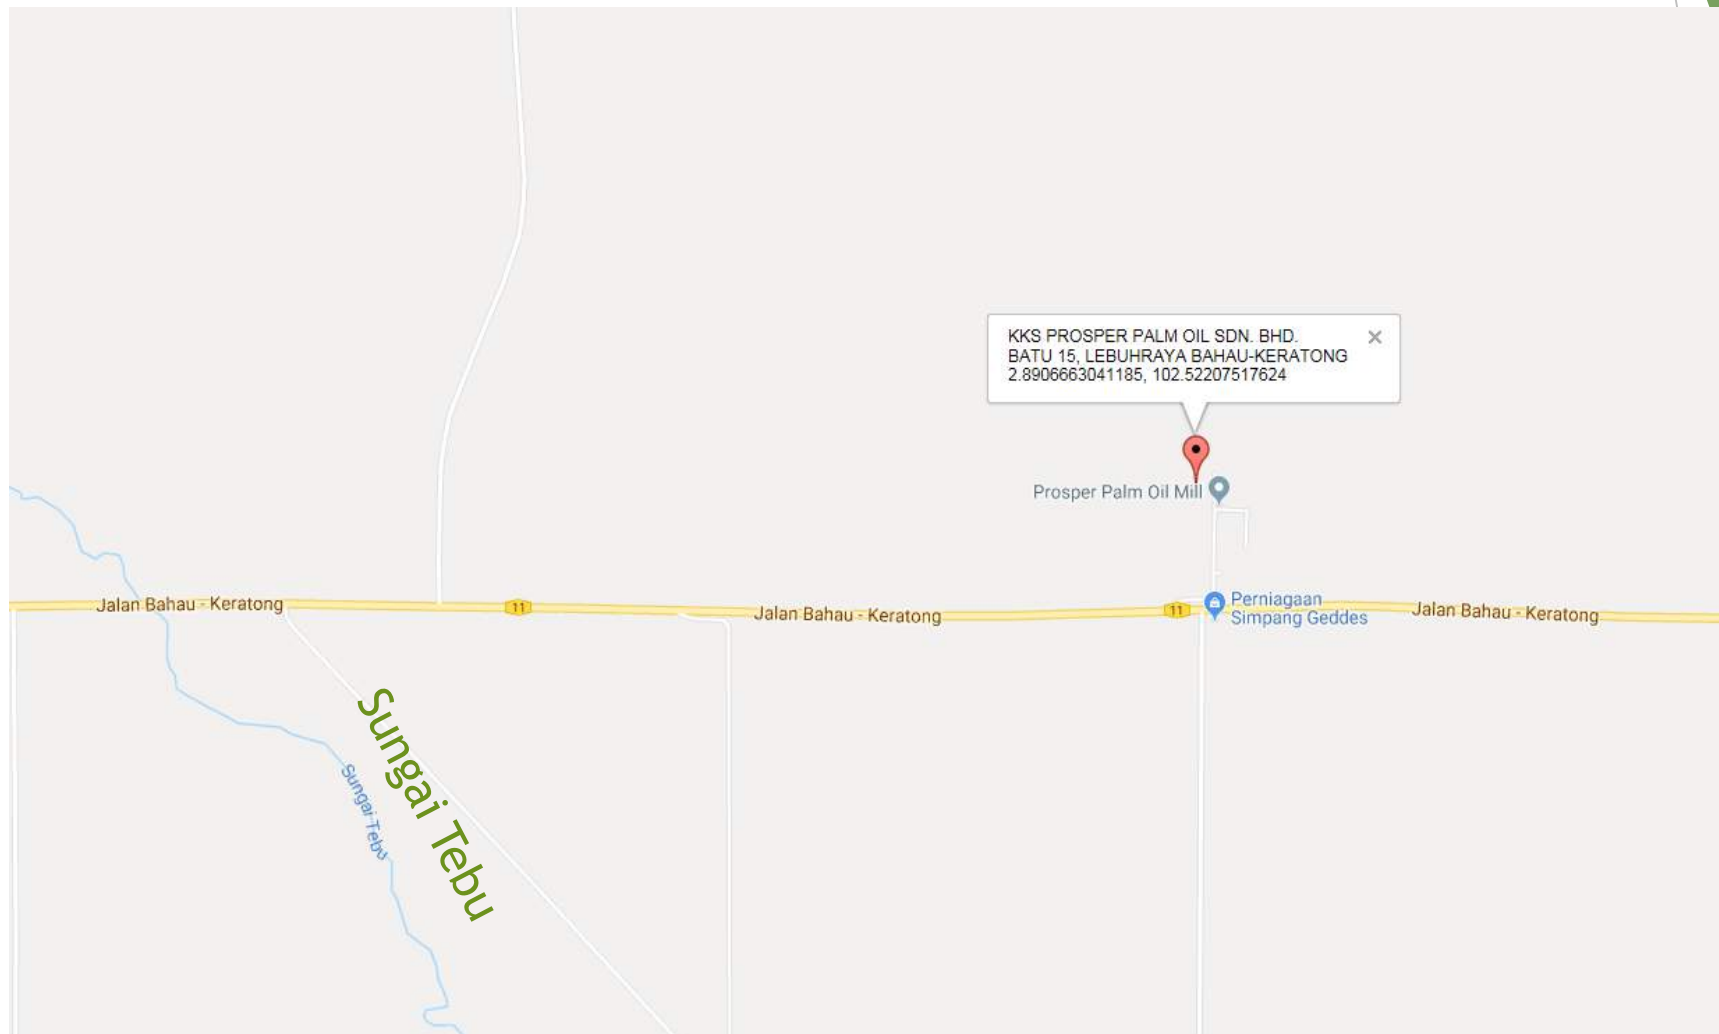 KKS PROSPER PALM OIL SDN. BHD.
BATU 15, LEBUHRAYA BAHAU-KERATONG
2.8906663041185, 102.52207517624
Prosper Palm Oil Mill
Jalan Bahau - Keratong
11
Jalan Bahau - Keratong
11
Perniagaan
Simpang Geddes
Jalan Bahau - Keratong
Sungai Tebu
Sungai Tebu